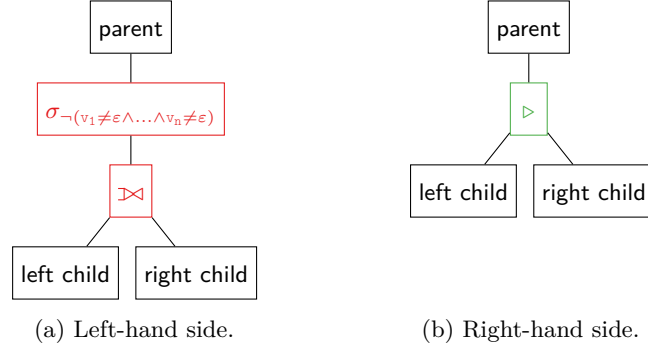 parent
σ¬(v₁≠ε∧...∧vₙ≠ε)
⟕
left child
right child
(a) Left-hand side.
parent
▷
left child
right child
(b) Right-hand side.